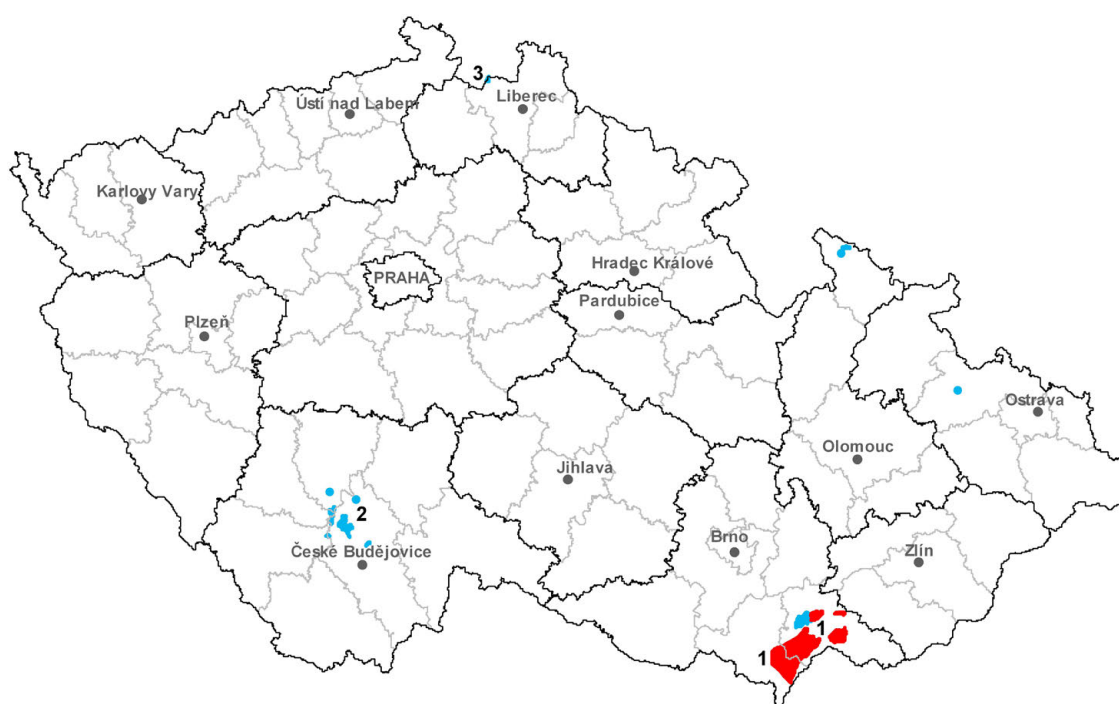 3
Liberec
Ústí nad Labem
Karlovy Vary
Hradec Králové
PRAHA
Pardubice
Plzeň
Ostrava
Olomouc
Jihlava
2
Brno
České Budějovice
Zlín
1
1